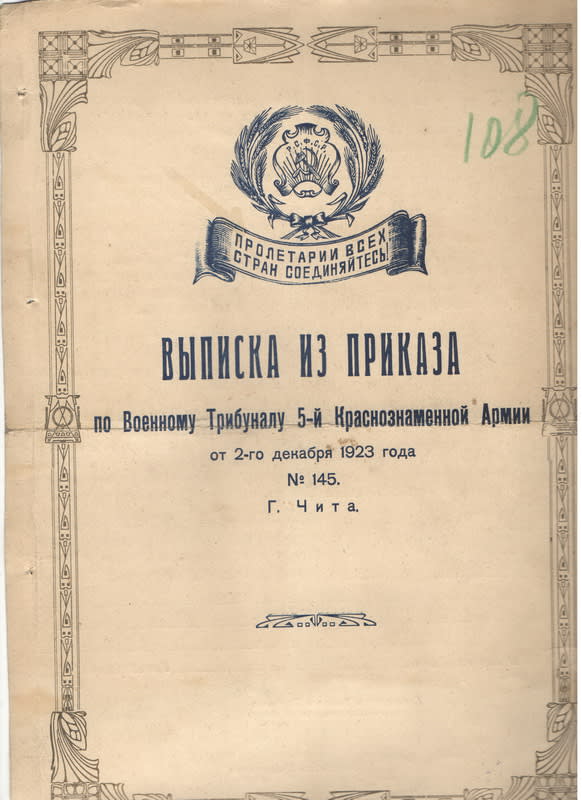 108
Р. С. Ф. С. Р.
ПРОЛЕТАРИИ ВСЕХ
СТРАН СОЕДИНЯЙТЕСЬ!
ВЫПИСКА ИЗ ПРИКАЗА
по Военному Трибуналу 5-й Краснознаменной Армии
от 2-го декабря 1923 года
№ 145.
Г. Чита.